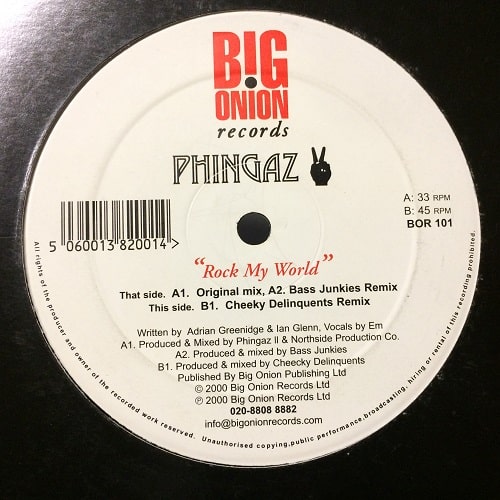 B!G
ONION
records
PHINGAZ
A: 33 RPM
B: 45 RPM
BOR 101
5 060013 820014 >
"Rock My World"
That side. A1. Original mix, A2. Bass Junkies Remix
This side. B1. Cheeky Delinquents Remix
Written by Adrian Greenidge & Ian Glenn, Vocals by Em
A1. Produced & Mixed by Phingaz II & Northside Production Co.
A2. Produced & mixed by Bass Junkies
B1. Produced & mixed by Cheecky Delinquents
Published By Big Onion Publishing Ltd
© 2000 Big Onion Records Ltd
℗ 2000 Big Onion Records Ltd
020-8808 8882
info@bigonionrecords.com
All rights of the producer and owner of the recorded work reserved. Unauthorised copying,public performance,broadcasting, hiring or rental of this record prohibited.